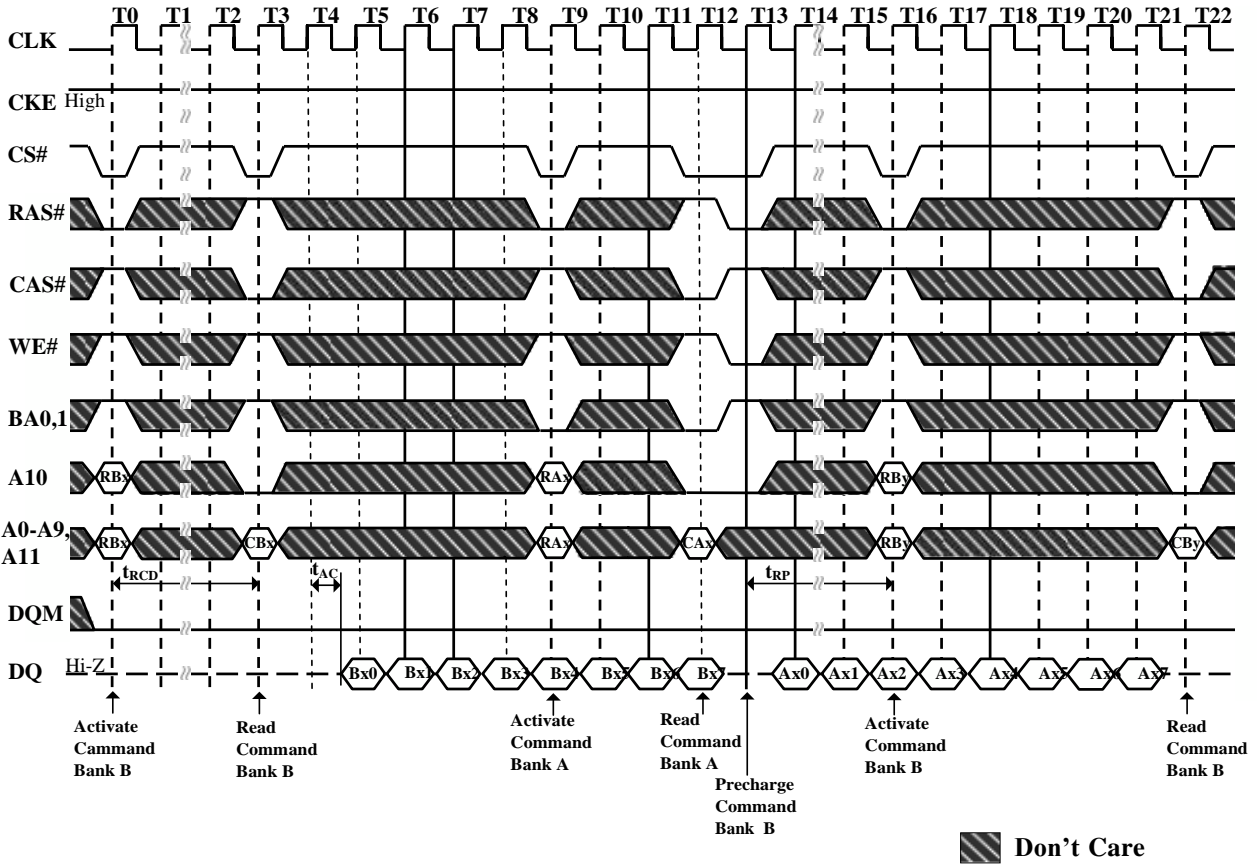 T0 T1 T2 T3 T4 T5 T6 T7 T8 T9 T10 T11 T12 T13 T14 T15 T16 T17 T18 T19 T20 T21 T22
CLK
CKE High
CS#
RAS#
CAS#
WE#
BA0,1
A10 RBx RAx RBy
A0-A9,
A11 RBx CBx RAx CAx RBy CBy
tRCD tAC tRP
DQM
DQ Hi-Z Bx0 Bx1 Bx2 Bx3 Bx4 Bx5 Bx6 Bx7 Ax0 Ax1 Ax2 Ax3 Ax4 Ax5 Ax6 Ax7
Activate
Cammand
Bank B
Read
Command
Bank B
Activate
Command
Bank A
Read
Command
Bank A
Precharge
Command
Bank B
Activate
Command
Bank B
Read
Command
Bank B
Don't Care